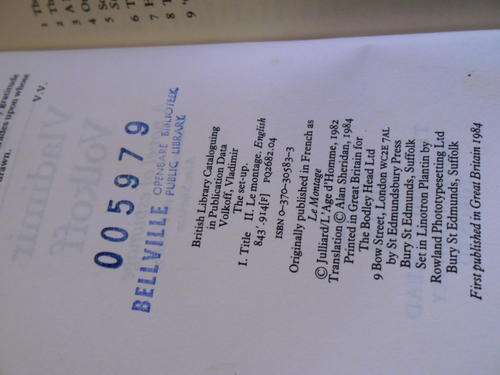 V.V.
005979
BELLVILLE
OPENBARE BIBLIOTEEK
PUBLIC LIBRARY
British Library Cataloguing
in Publication Data
Volkoff, Vladimir
The set-up.
I. Title II. Le montage. English
843'.914[F] PQ2682.04
ISBN 0-370-30583-3
Originally published in French as
Le Montage
© Julliard/L'Age d'Homme, 1982
Translation © Alan Sheridan, 1984
Printed in Great Britain for
The Bodley Head Ltd
9 Bow Street, London WC2E 7AL
by St Edmundsbury Press
Bury St Edmunds, Suffolk
Set in Linotron Plantin by
Rowland Phototypesetting Ltd
Bury St Edmunds, Suffolk
First published in Great Britain 1984